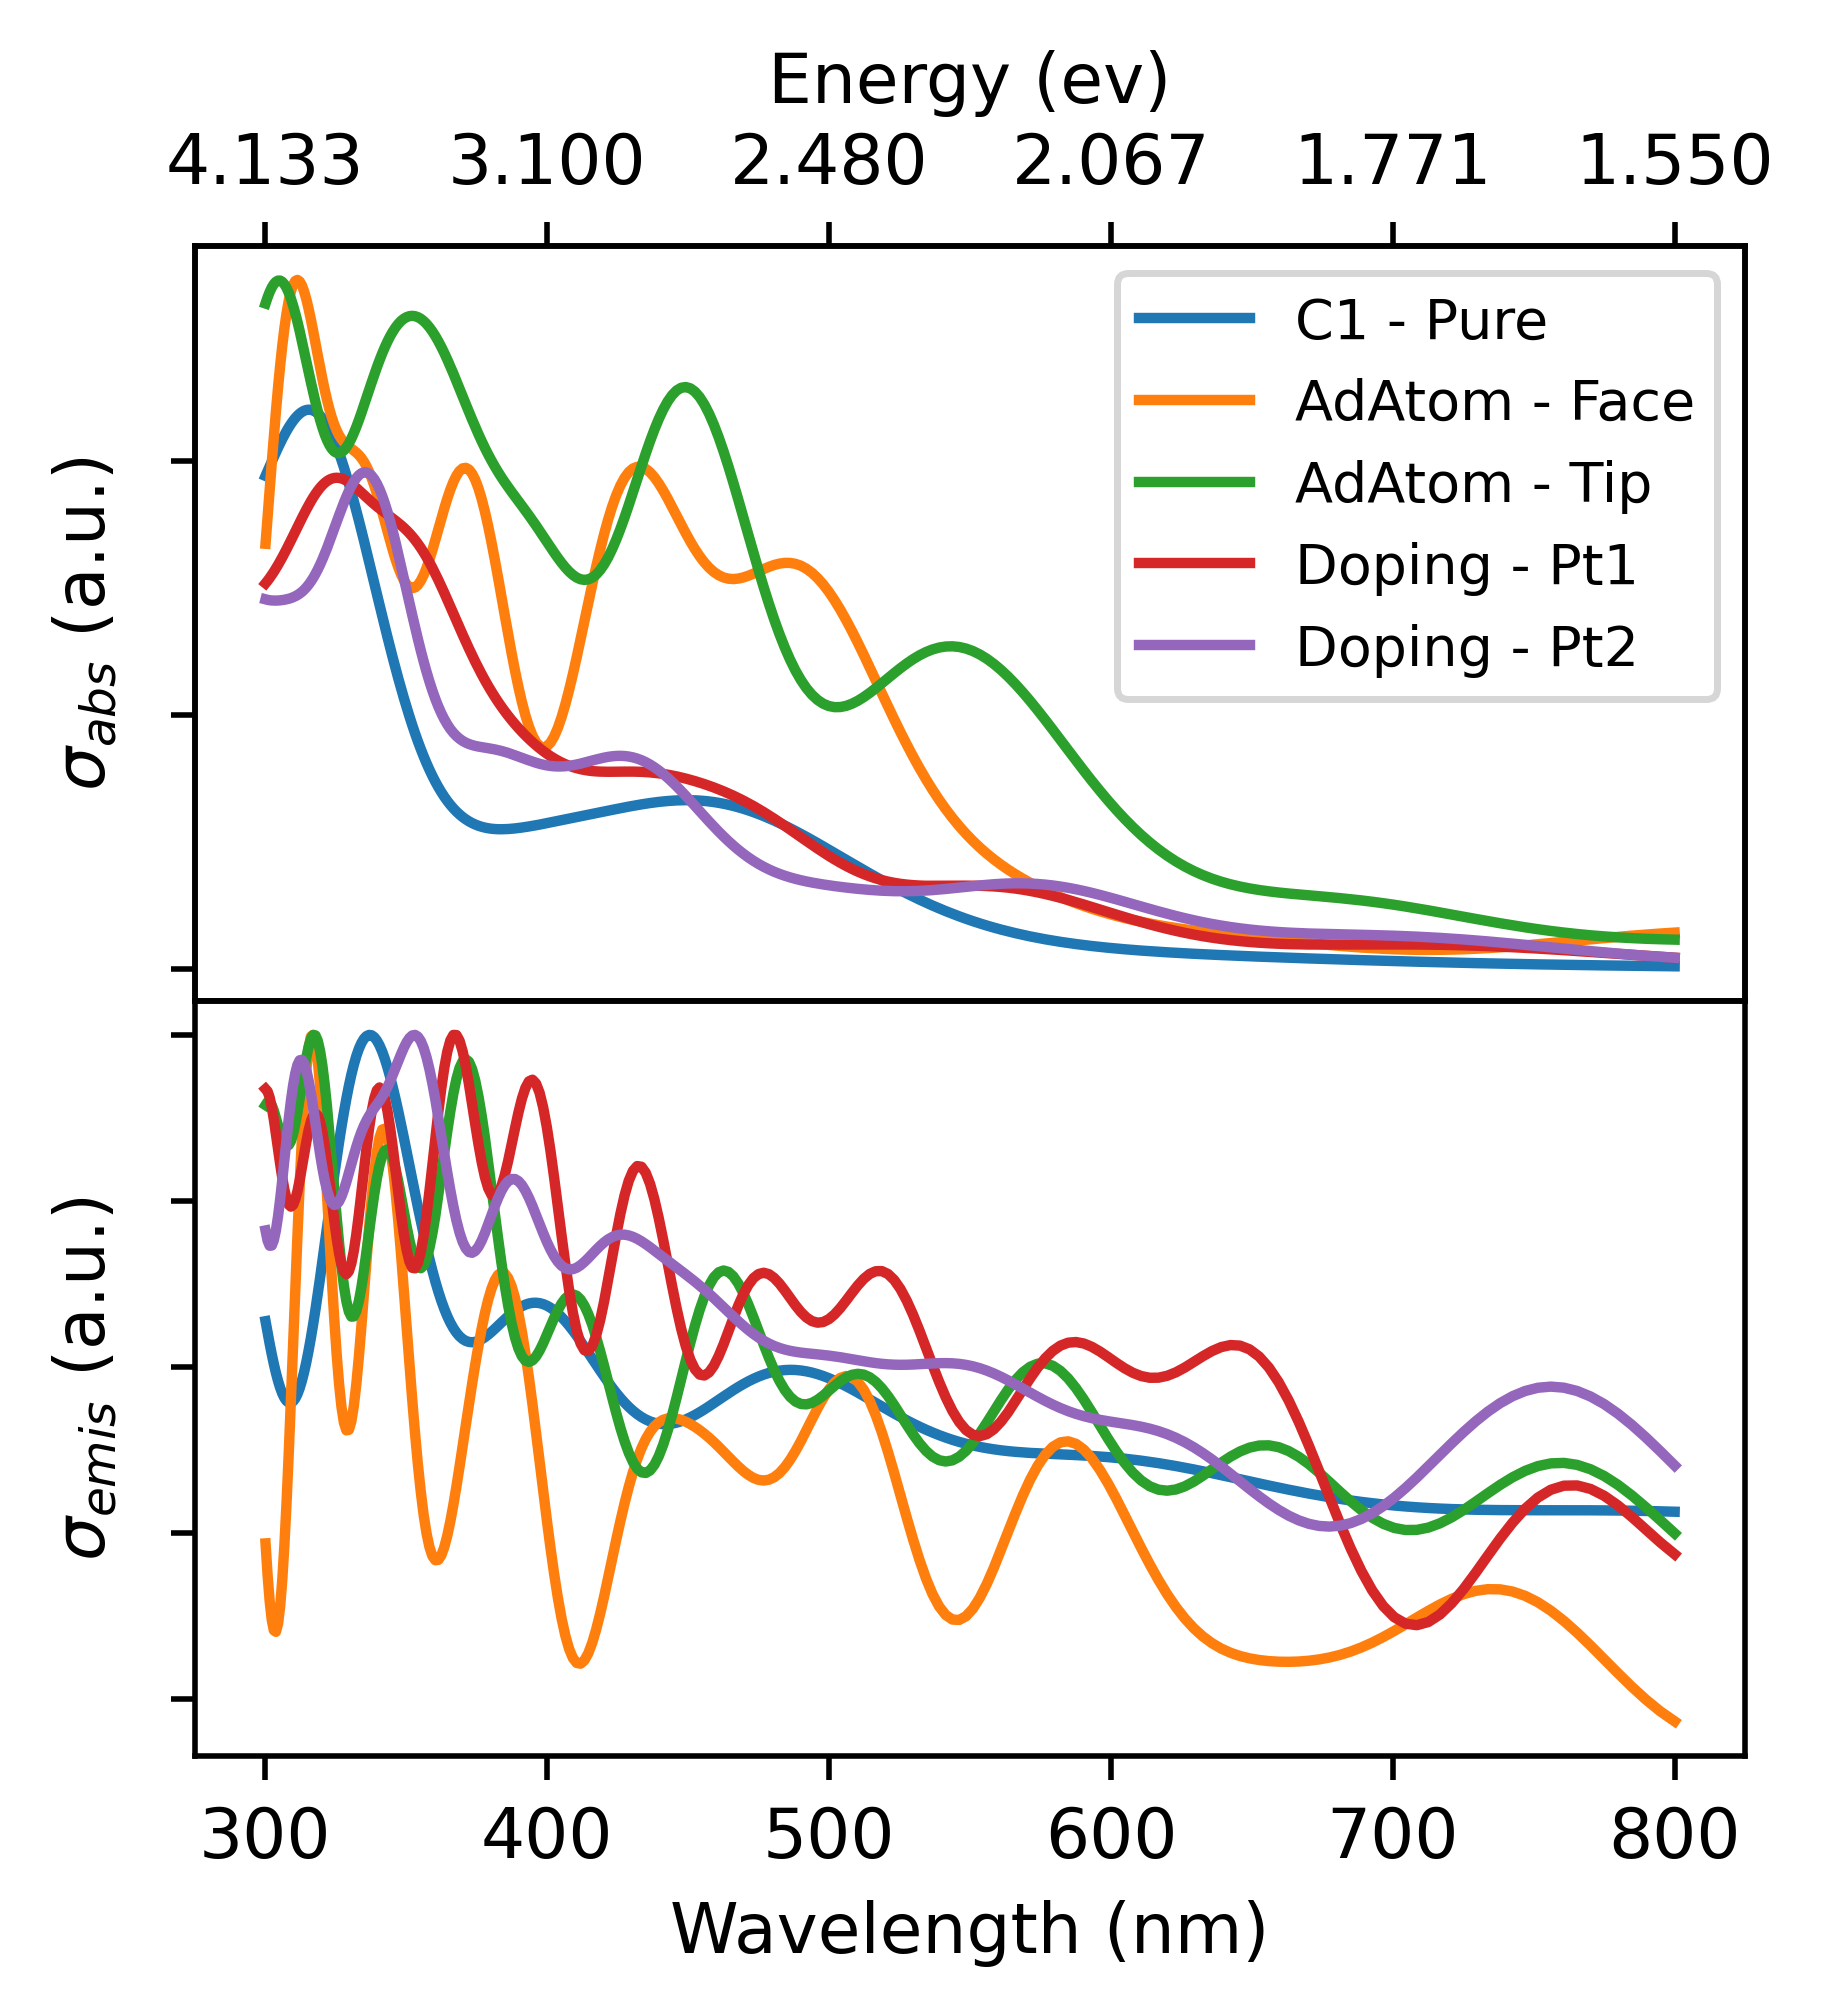 Energy (ev)
4.133 3.100 2.480 2.067 1.771 1.550
σabs (a.u.)
C1 - Pure
AdAtom - Face
AdAtom - Tip
Doping - Pt1
Doping - Pt2
σemis (a.u.)
300 400 500 600 700 800
Wavelength (nm)